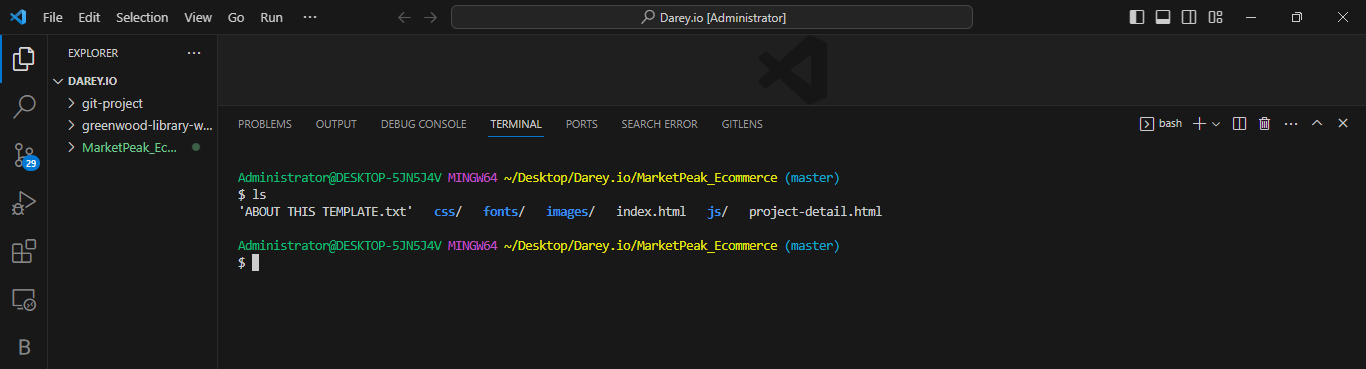 File Edit Selection View Go Run ···
Darey.io [Administrator]
EXPLORER ···
DAREY.IO
git-project
greenwood-library-w...
MarketPeak_Ec...
29
B
PROBLEMS OUTPUT DEBUG CONSOLE TERMINAL PORTS SEARCH ERROR GITLENS
bash
Administrator@DESKTOP-5JN5J4V MINGW64 ~/Desktop/Darey.io/MarketPeak_Ecommerce (master)
$ ls
'ABOUT THIS TEMPLATE.txt' css/ fonts/ images/ index.html js/ project-detail.html
Administrator@DESKTOP-5JN5J4V MINGW64 ~/Desktop/Darey.io/MarketPeak_Ecommerce (master)
$